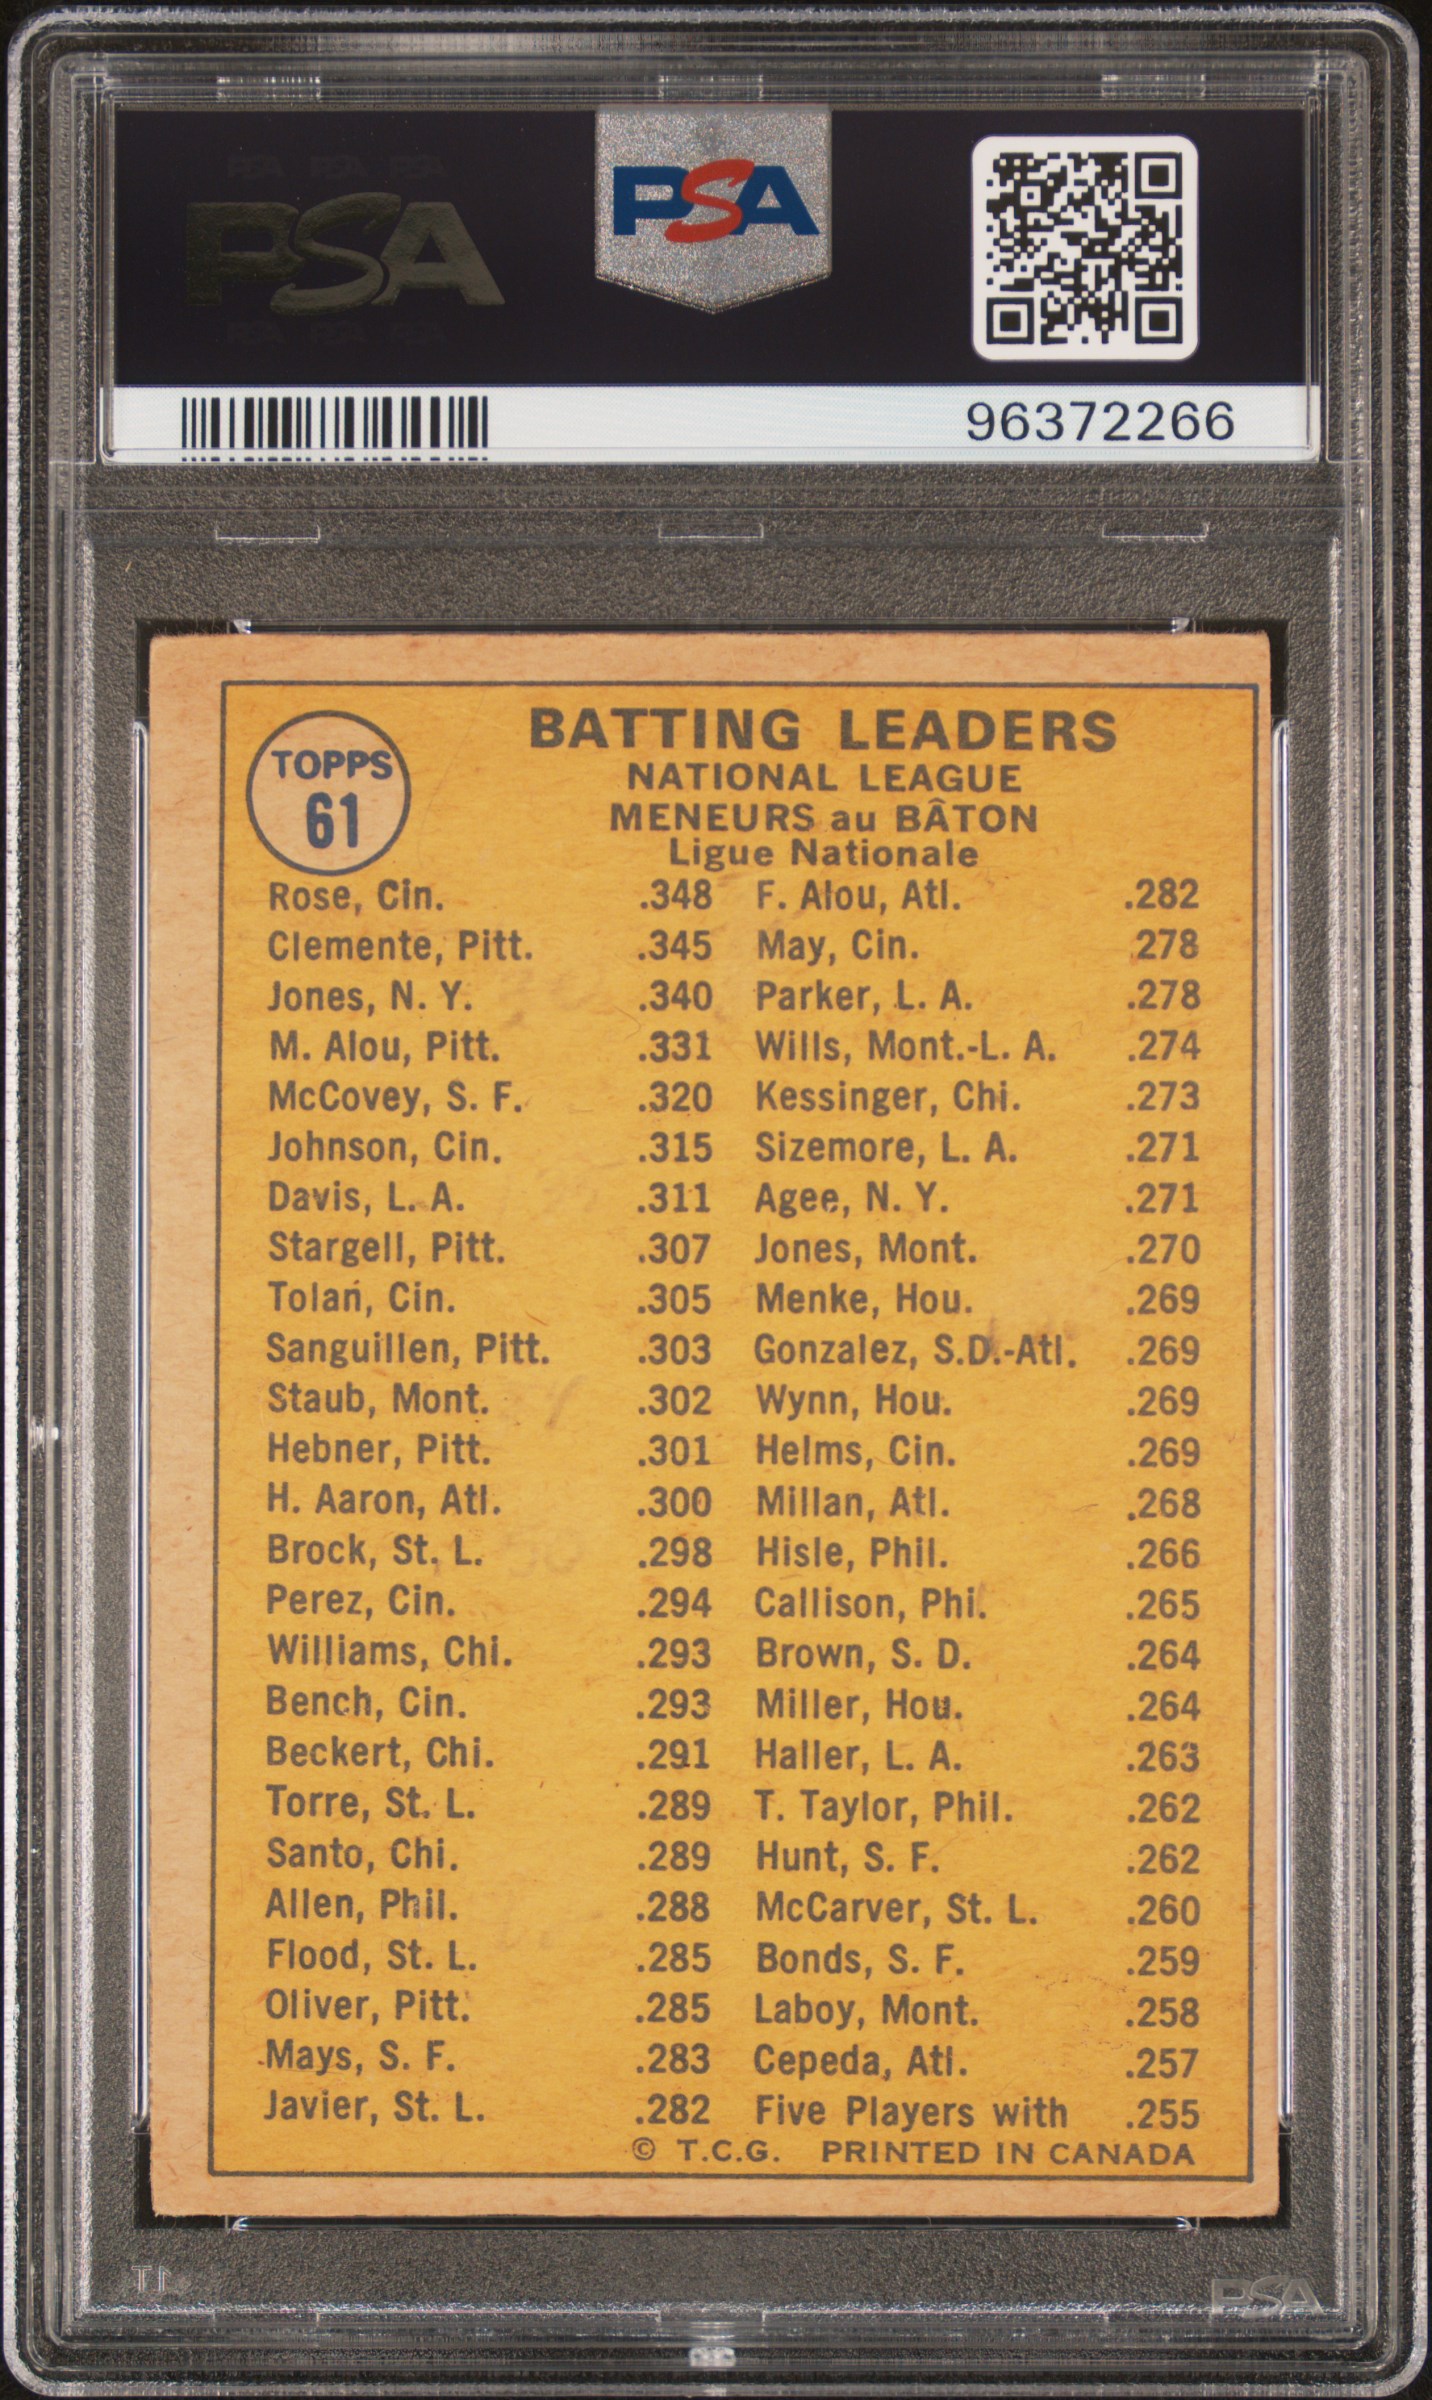 PSA
PSA
96372266
TOPPS
61
BATTING LEADERS
NATIONAL LEAGUE
MENEURS au BÂTON
Ligue Nationale
Rose, Cin. .348 F. Alou, Atl. .282
Clemente, Pitt. .345 May, Cin. .278
Jones, N. Y. .340 Parker, L. A. .278
M. Alou, Pitt. .331 Wills, Mont.-L. A. .274
McCovey, S. F. .320 Kessinger, Chi. .273
Johnson, Cin. .315 Sizemore, L. A. .271
Davis, L. A. .311 Agee, N. Y. .271
Stargell, Pitt. .307 Jones, Mont. .270
Tolan, Cin. .305 Menke, Hou. .269
Sanguillen, Pitt. .303 Gonzalez, S.D.-Atl. .269
Staub, Mont. .302 Wynn, Hou. .269
Hebner, Pitt. .301 Helms, Cin. .269
H. Aaron, Atl. .300 Millan, Atl. .268
Brock, St. L. .298 Hisle, Phil. .266
Perez, Cin. .294 Callison, Phi. .265
Williams, Chi. .293 Brown, S. D. .264
Bench, Cin. .293 Miller, Hou. .264
Beckert, Chi. .291 Haller, L. A. .263
Torre, St. L. .289 T. Taylor, Phil. .262
Santo, Chi. .289 Hunt, S. F. .262
Allen, Phil. .288 McCarver, St. L. .260
Flood, St. L. .285 Bonds, S. F. .259
Oliver, Pitt. .285 Laboy, Mont. .258
Mays, S. F. .283 Cepeda, Atl. .257
Javier, St. L. .282 Five Players with .255
© T.C.G. PRINTED IN CANADA
PSA